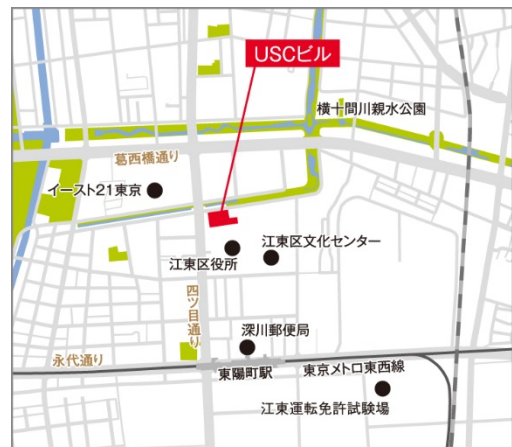 USCビル
横十間川親水公園
葛西橋通り
イースト21東京
江東区文化センター
江東区役所
四ツ目通り
深川郵便局
永代通り
東陽町駅
東京メトロ東西線
江東運転免許試験場